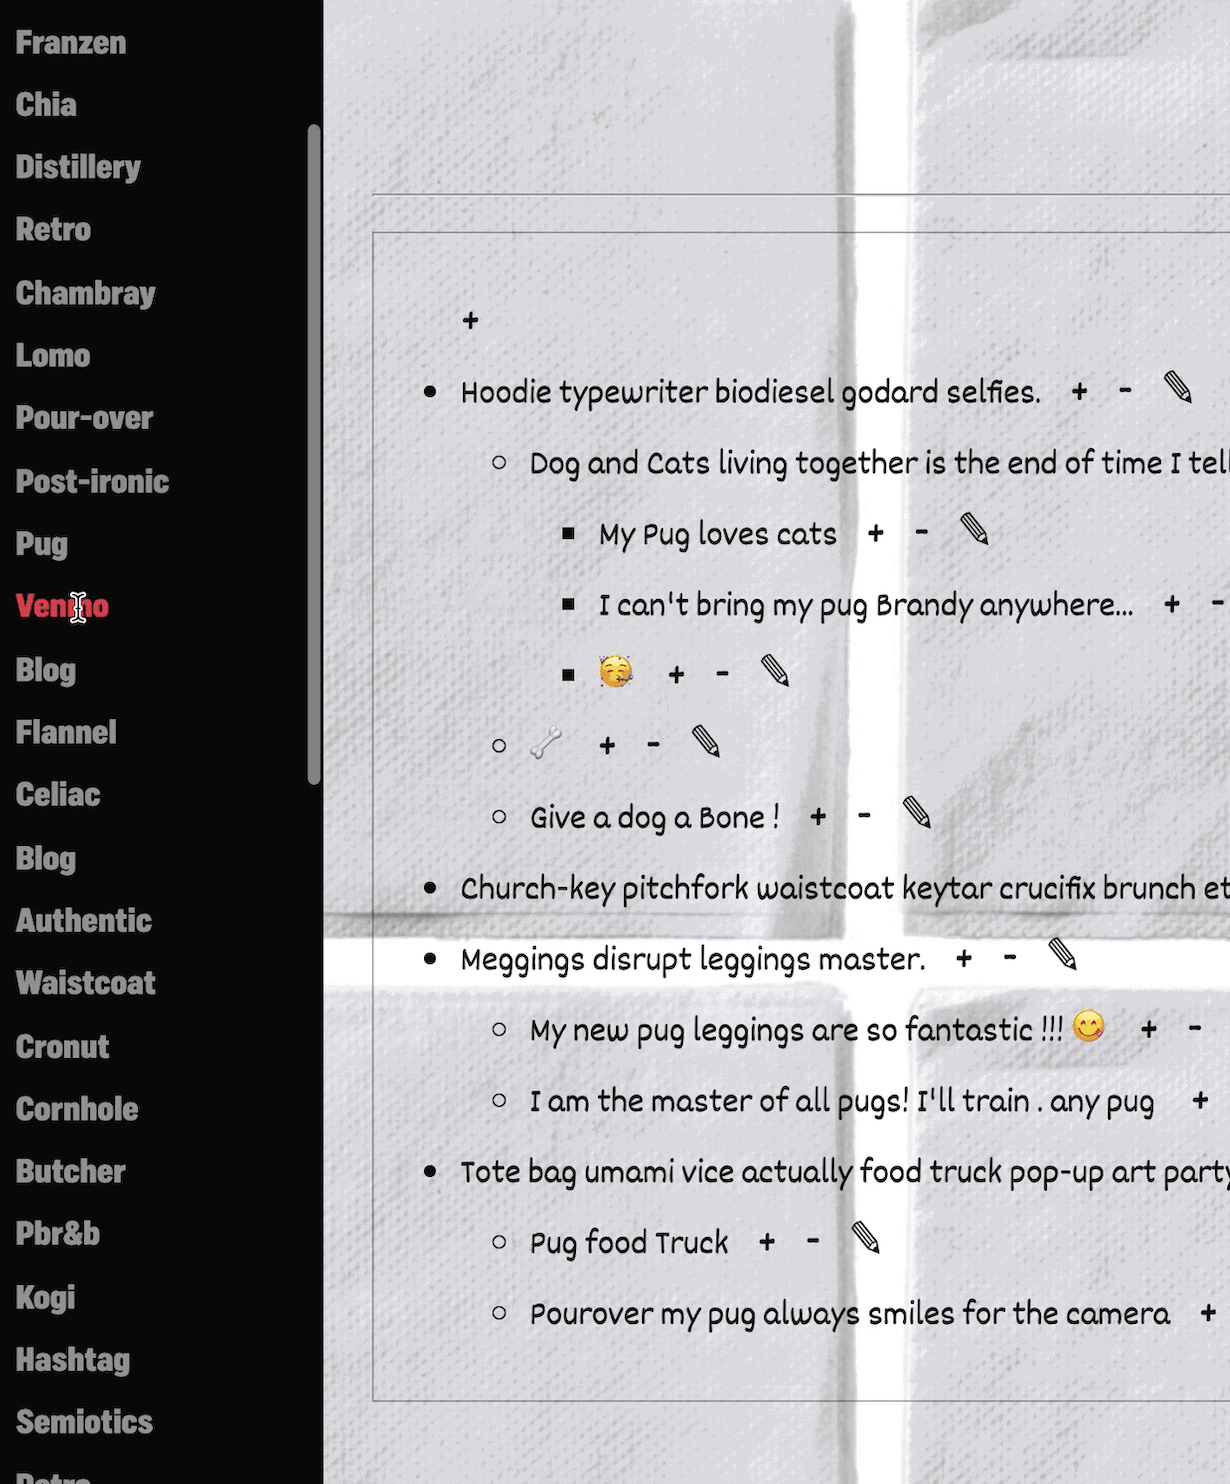 Franzen
Chia
Distillery
Retro
Chambray
Lomo
Pour-over
Post-ironic
Pug
Venmo
Blog
Flannel
Celiac
Blog
Authentic
Waistcoat
Cronut
Cornhole
Butcher
Pbr&b
Kogi
Hashtag
Semiotics
Retro
+
• Hoodie typewriter biodiesel godard selfies. + - ✎
○ Dog and Cats living together is the end of time I tell
■ My Pug loves cats + - ✎
■ I can't bring my pug Brandy anywhere... + -
■ 🥳 + - ✎
○ 🦴 + - ✎
○ Give a dog a Bone ! + - ✎
• Church-key pitchfork waistcoat keytar crucifix brunch et
• Meggings disrupt leggings master. + - ✎
○ My new pug leggings are so fantastic !!! 😋 + -
○ I am the master of all pugs! I'll train . any pug +
• Tote bag umami vice actually food truck pop-up art party
○ Pug food Truck + - ✎
○ Pourover my pug always smiles for the camera +